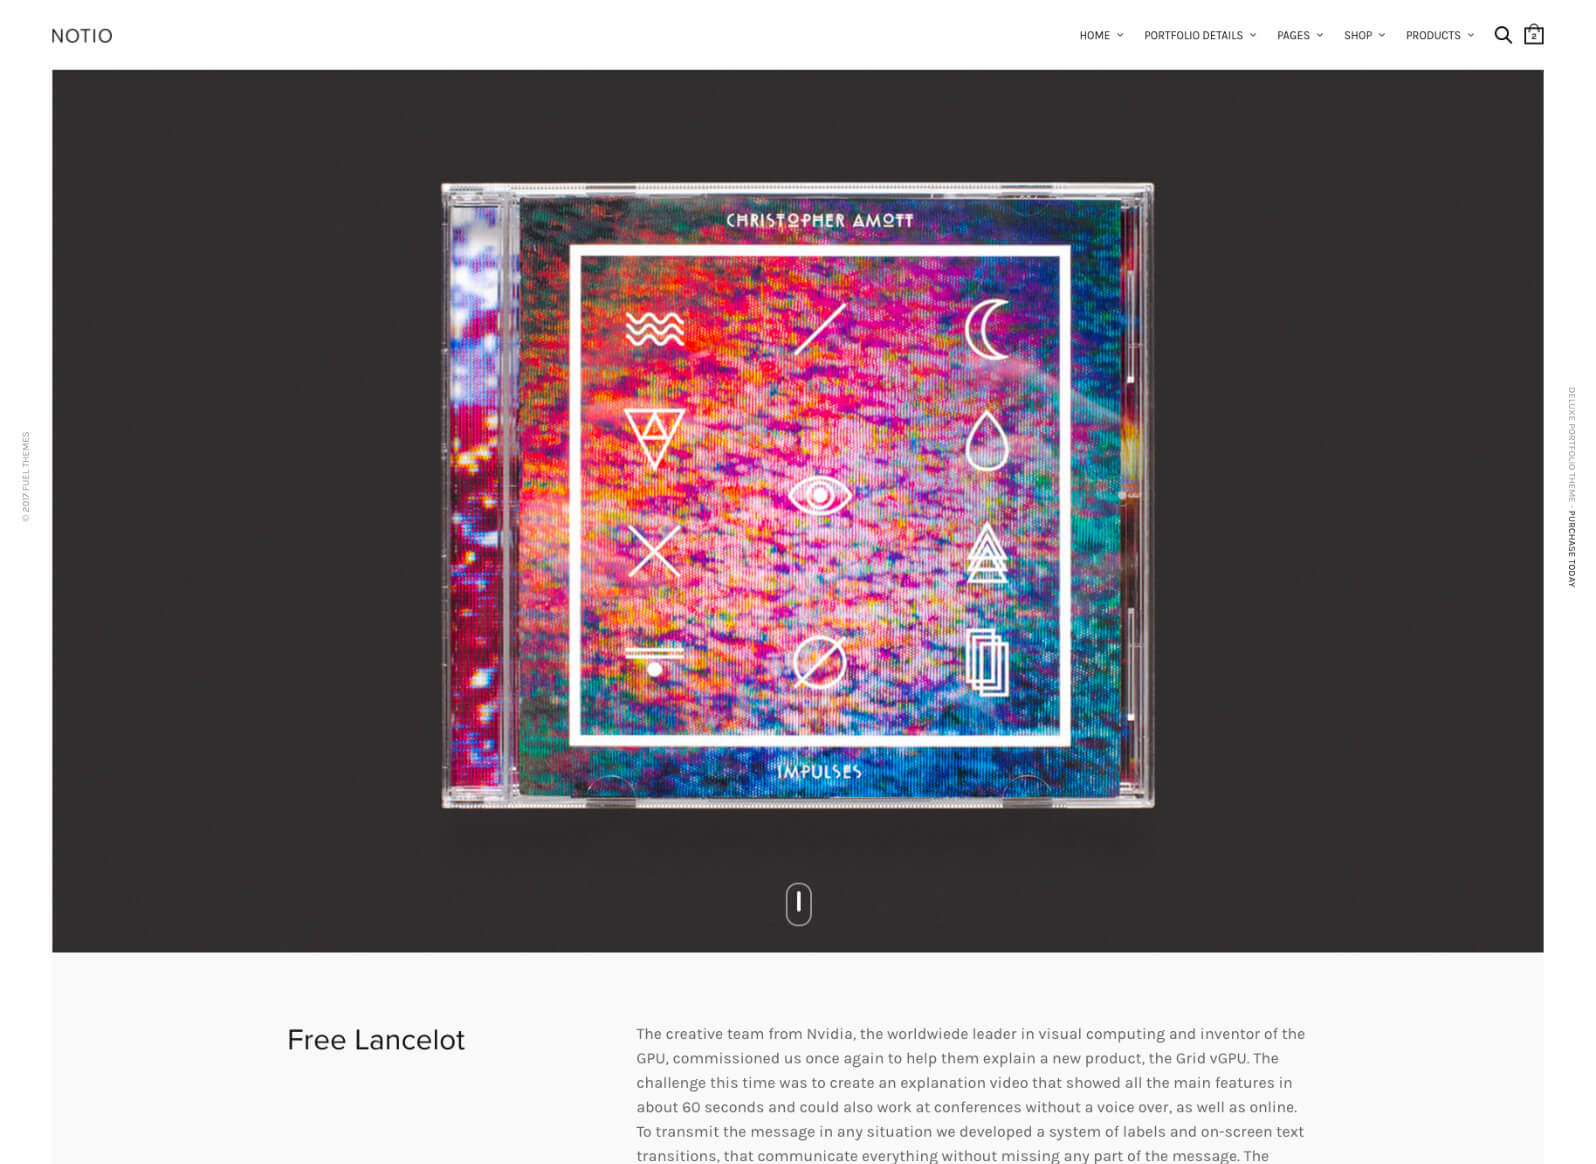 NOTIO
HOME
PORTFOLIO DETAILS
PAGES
SHOP
PRODUCTS
2
CHRISTOPHER AMOTT
IMPULSES
© 2017 FUEL THEMES
DELUXE PORTFOLIO THEME - PURCHASE TODAY
Free Lancelot
The creative team from Nvidia, the worldwiede leader in visual computing and inventor of the
GPU, commissioned us once again to help them explain a new product, the Grid vGPU. The
challenge this time was to create an explanation video that showed all the main features in
about 60 seconds and could also work at conferences without a voice over, as well as online.
To transmit the message in any situation we developed a system of labels and on-screen text
transitions, that communicate everything without missing any part of the message. The